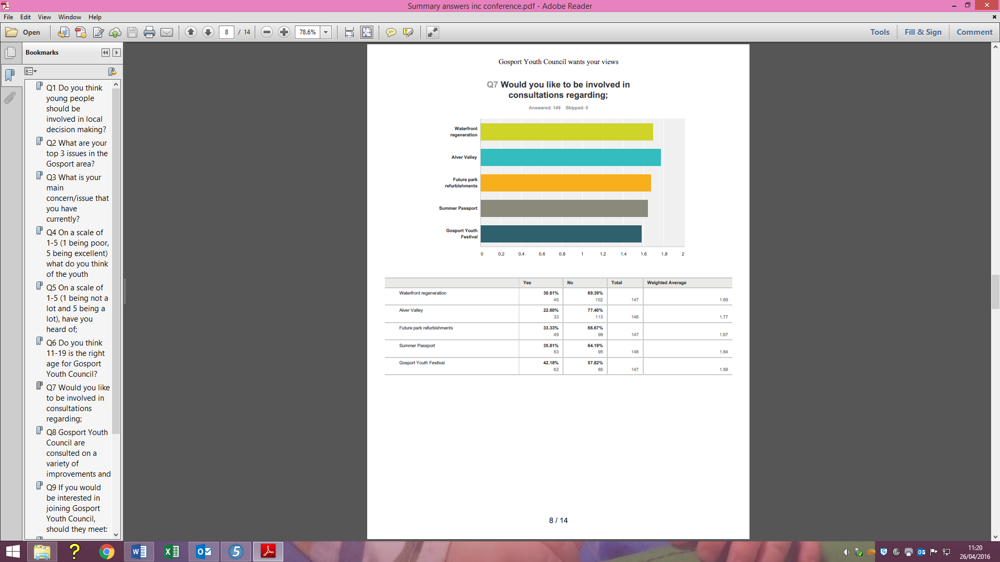 Summary answers inc conference.pdf - Adobe Reader
File Edit View Window Help
Open
8 / 14
78.6%
Tools
Fill & Sign
Comment
Bookmarks
Q1 Do you think
young people
should be
involved in local
decision making?
Q2 What are your
top 3 issues in the
Gosport area?
Q3 What is your
main
concern/issue that
you have
currently?
Q4 On a scale of
1-5 (1 being poor,
5 being excellent)
what do you think
of the youth
Q5 On a scale of
1-5 (1 being not a
lot and 5 being a
lot), have you
heard of;
Q6 Do you think
11-19 is the right
age for Gosport
Youth Council?
Q7 Would you like
to be involved in
consultations
regarding;
Q8 Gosport Youth
Council are
consulted on a
variety of
improvements and
Q9 If you would
be interested in
joining Gosport
Youth Council,
should they meet:
Gosport Youth Council wants your views
Q7 Would you like to be involved in
consultations regarding;
Answered: 149 Skipped: 0
Waterfront
regeneration
Alver Valley
Future park
refurbishments
Summer Passport
Gosport Youth
Festival
0 0.2 0.4 0.6 0.8 1 1.2 1.4 1.6 1.8 2
Yes No Total Weighted Average
Waterfront regeneration 30.61% 69.39%
45 102 147 1.69
Alver Valley 22.60% 77.40%
33 113 146 1.77
Future park refurbishments 33.33% 66.67%
49 98 147 1.67
Summer Passport 35.81% 64.19%
53 95 148 1.64
Gosport Youth Festival 42.18% 57.82%
62 85 147 1.58
8 / 14
11:20
26/04/2016